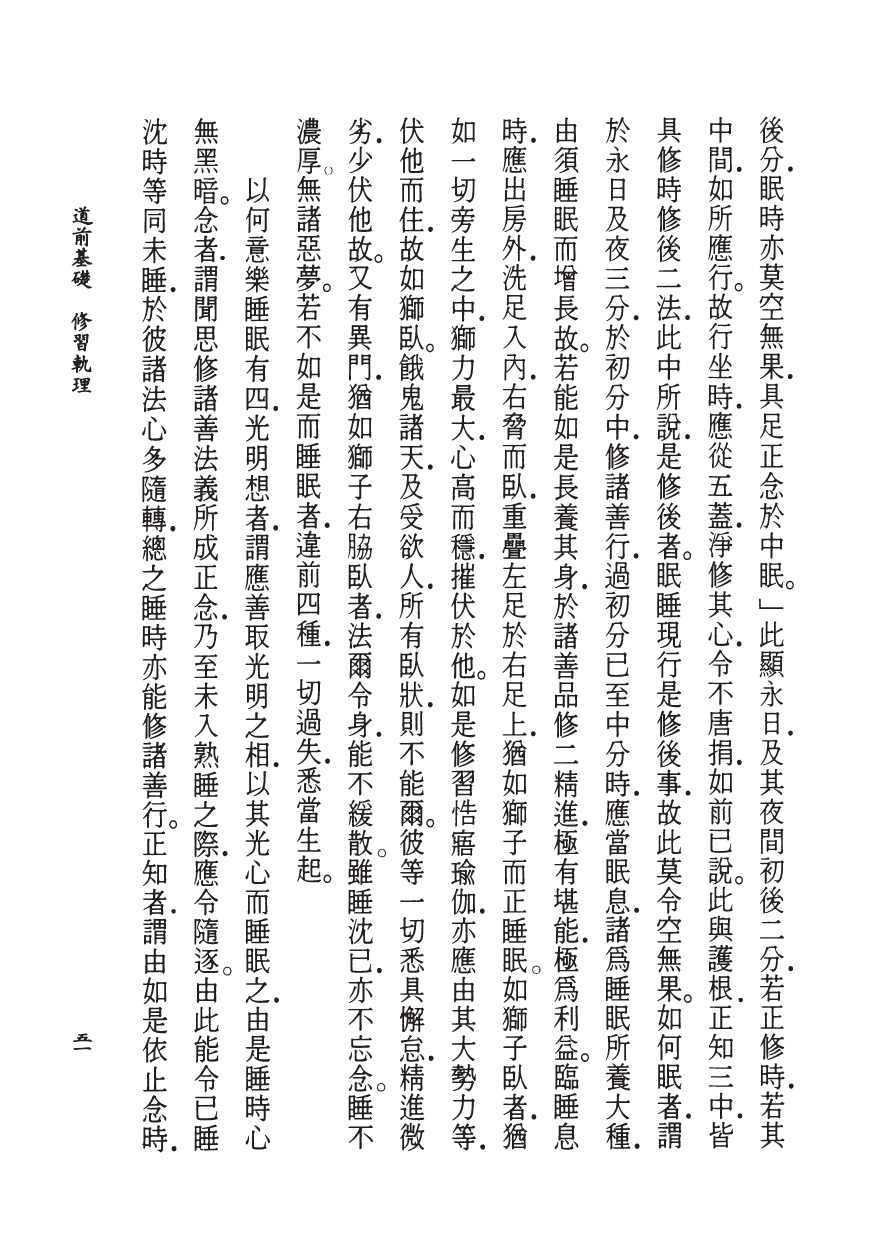 後分，眠時亦莫空無果，具足正念於中眠。」此顯永日，及其夜間初後二分，若正修時，若其
中間，如所應行。故行坐時，應從五蓋，淨修其心，令不唐捐，如前已說。此與護根，正知三中，皆
具修時修後二法，此中所說，是修後者。眠睡現行是修後事，故此莫令空無果。如何眠者，謂
於永日及夜三分，於初分中，修諸善行，過初分已至中分時，應當眠息，諸爲睡眠所養大種，
由須睡眠而增長故。若能如是長養其身，於諸善品修二精進，極有堪能，極爲利益。臨睡息
時，應出房外，洗足入內，右脅而臥，重疊左足於右足上，猶如獅子而正睡眠。如獅子臥者，猶
如一切旁生之中，獅力最大，心高而穩，摧伏於他。如是修習悎寤瑜伽，亦應由其大勢力等，
伏他而住，故如獅臥。餓鬼諸天，及受欲人，所有臥狀，則不能爾。彼等一切悉具懈怠，精進微
劣，少伏他故。又有異門，猶如獅子右脇臥者，法爾令身，能不緩散。雖睡沈已，亦不忘念。睡不
濃厚。無諸惡夢。若不如是而睡眠者，違前四種，一切過失，悉當生起。
以何意樂睡眠有四，光明想者，謂應善取光明之相，以其光心而睡眠之，由是睡時心
無黑暗。念者，謂聞思修諸善法義所成正念，乃至未入熟睡之際，應令隨逐。由此能令已睡
沈時等同未睡，於彼諸法心多隨轉，總之睡時亦能修諸善行。正知者，謂由如是依止念時，
道前基礎　修習軌理
五一